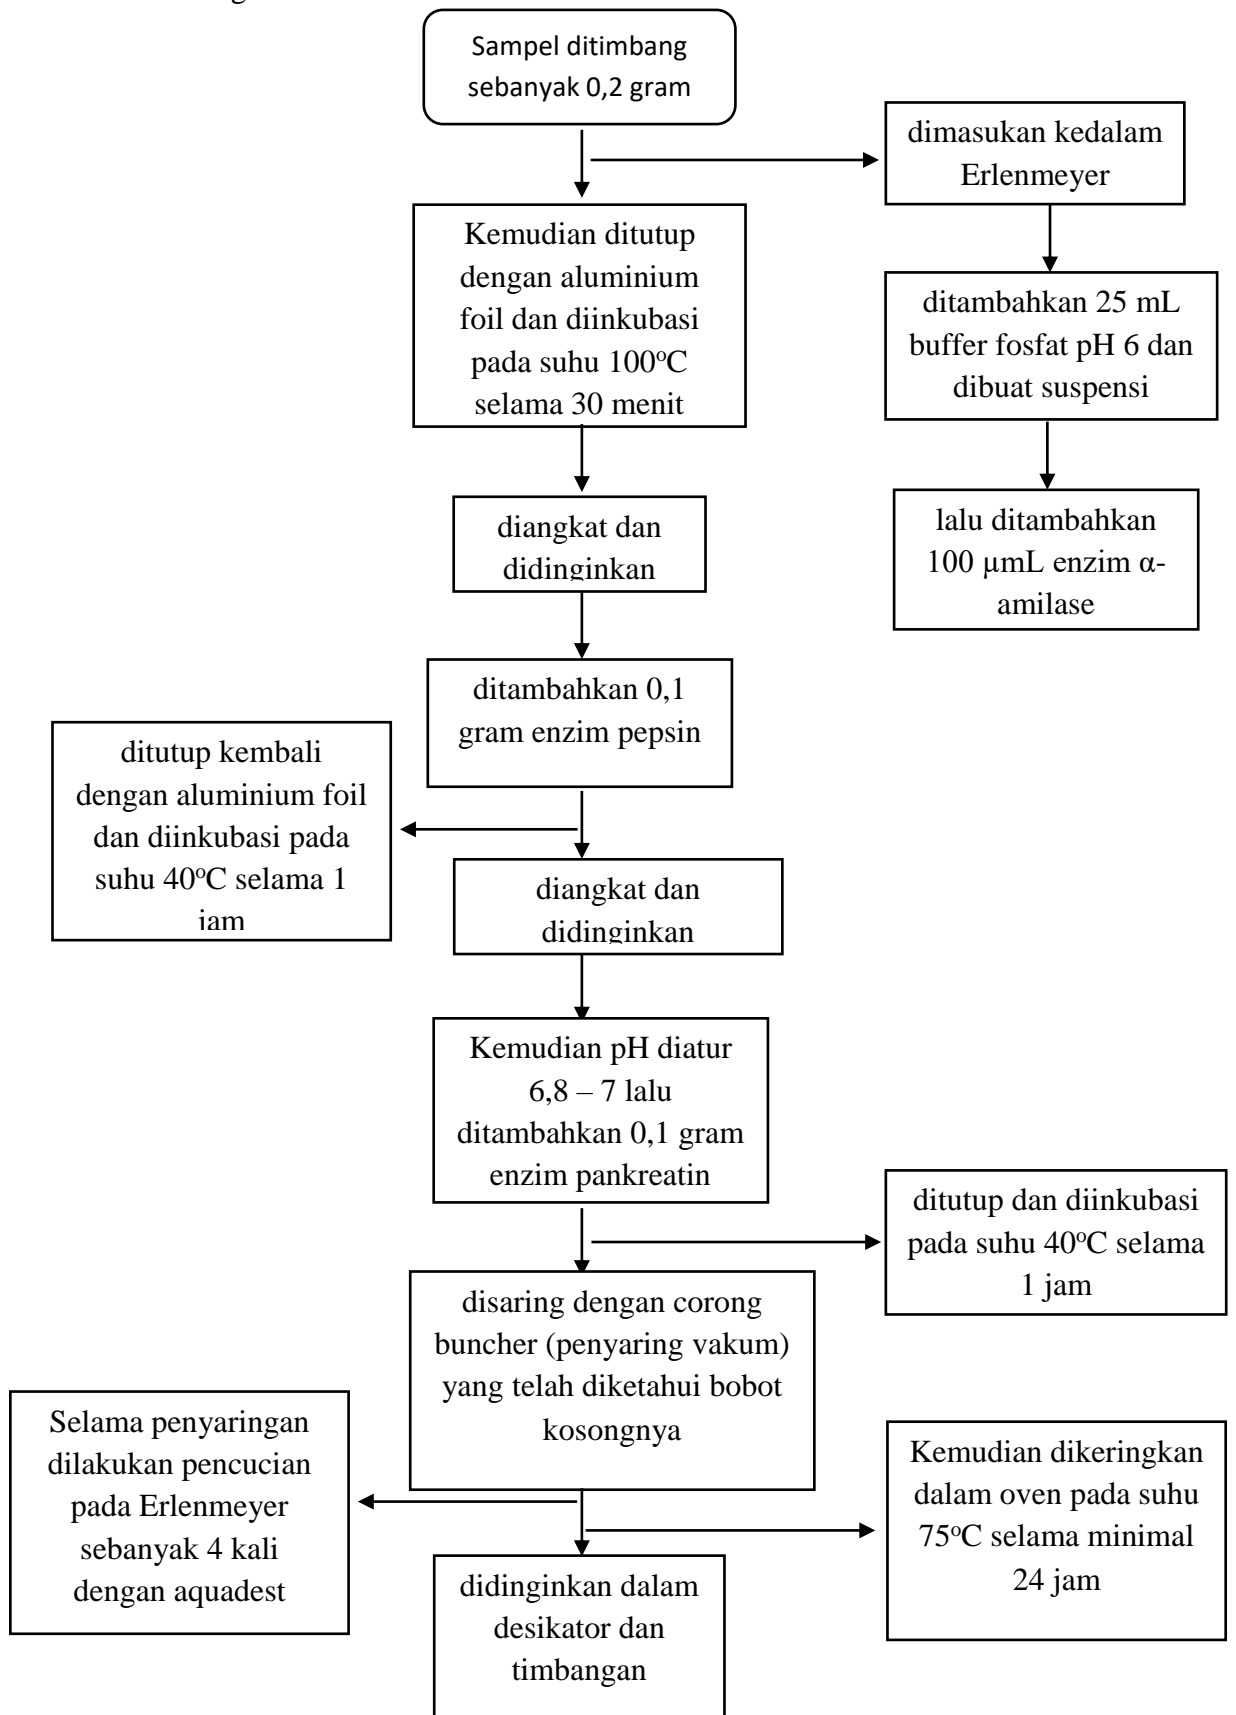 Sampel ditimbang
sebanyak 0,2 gram
dimasukan kedalam
Erlenmeyer
Kemudian ditutup
dengan aluminium
foil dan diinkubasi
pada suhu 100°C
selama 30 menit
ditambahkan 25 mL
buffer fosfat pH 6 dan
dibuat suspensi
lalu ditambahkan
100 µmL enzim α-
amilase
diangkat dan
didinginkan
ditambahkan 0,1
gram enzim pepsin
ditutup kembali
dengan aluminium foil
dan diinkubasi pada
suhu 40°C selama 1
jam
diangkat dan
didinginkan
Kemudian pH diatur
6,8 – 7 lalu
ditambahkan 0,1 gram
enzim pankreatin
ditutup dan diinkubasi
pada suhu 40°C selama
1 jam
disaring dengan corong
buncher (penyaring vakum)
yang telah diketahui bobot
kosongnya
Selama penyaringan
dilakukan pencucian
pada Erlenmeyer
sebanyak 4 kali
dengan aquadest
Kemudian dikeringkan
dalam oven pada suhu
75°C selama minimal
24 jam
didinginkan dalam
desikator dan
timbangan